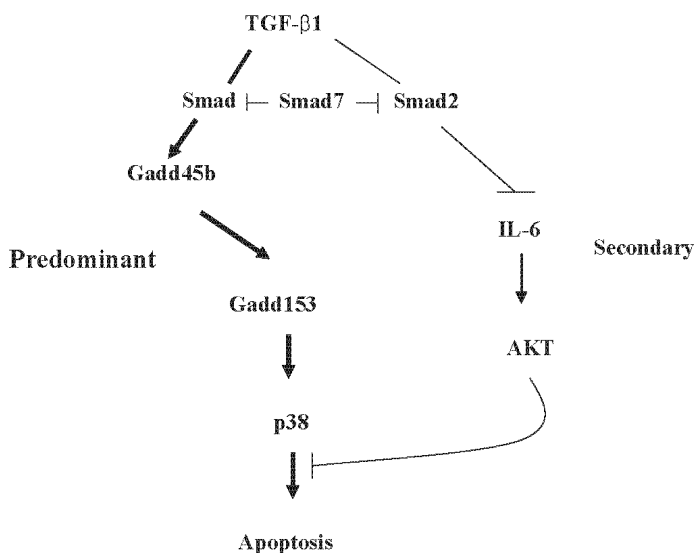 TGF-β1
Smad
Smad7
Smad2
Gadd45b
IL-6
Predominant
Secondary
Gadd153
AKT
p38
Apoptosis